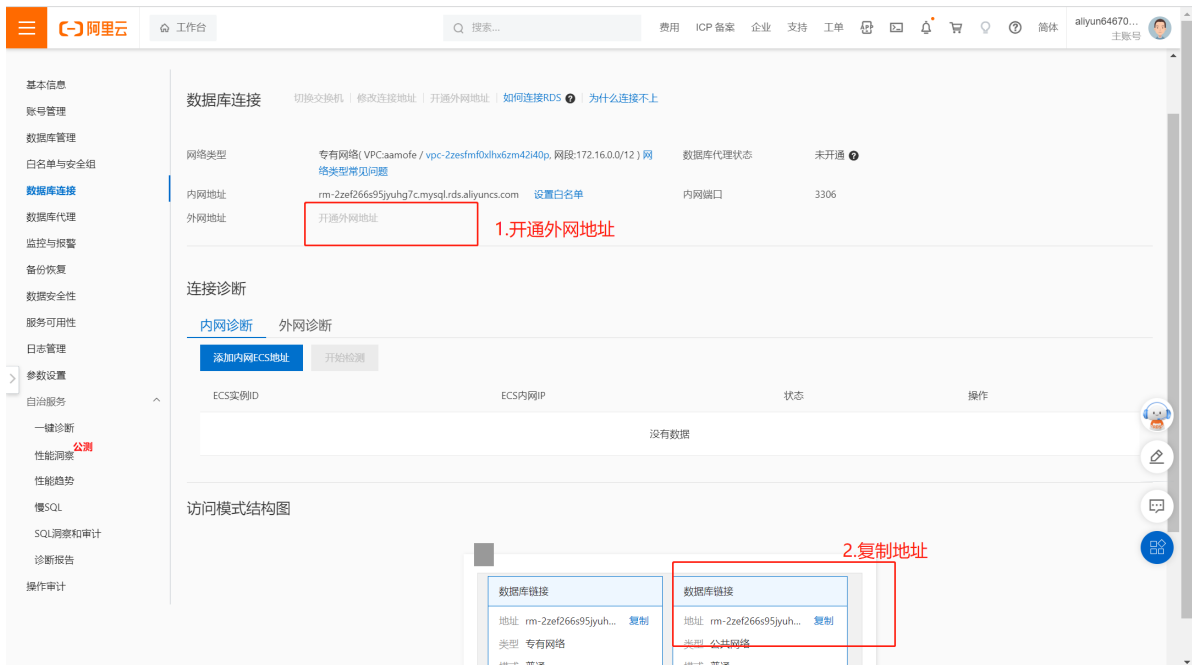 阿里云 工作台 搜索... 费用 ICP 备案 企业 支持 工单 简体 aliyun64670...
主账号
基本信息
账号管理
数据库管理
白名单与安全组
数据库连接
数据库代理
监控与报警
备份恢复
数据安全性
服务可用性
日志管理
参数设置
自治服务
一键诊断
性能洞察 公测
性能趋势
慢SQL
SQL洞察和审计
诊断报告
操作审计
数据库连接 切换交换机 修改连接地址 开通外网地址 如何连接RDS 为什么连接不上
网络类型 专有网络( VPC:aamofe / vpc-2zesfmf0xlhx6zm42i40p, 网段:172.16.0.0/12 ) 网 数据库代理状态 未开通
络类型常见问题
内网地址 rm-2zef266s95jyuhg7c.mysql.rds.aliyuncs.com 设置白名单 内网端口 3306
外网地址 开通外网地址 1.开通外网地址
连接诊断
内网诊断 外网诊断
添加内网ECS地址 开始检测
ECS实例ID ECS内网IP 状态 操作
没有数据
访问模式结构图
2.复制地址
数据库链接 数据库链接
地址 rm-2zef266s95jyuh... 复制 地址 rm-2zef266s95jyuh... 复制
类型 专有网络 类型 公共网络